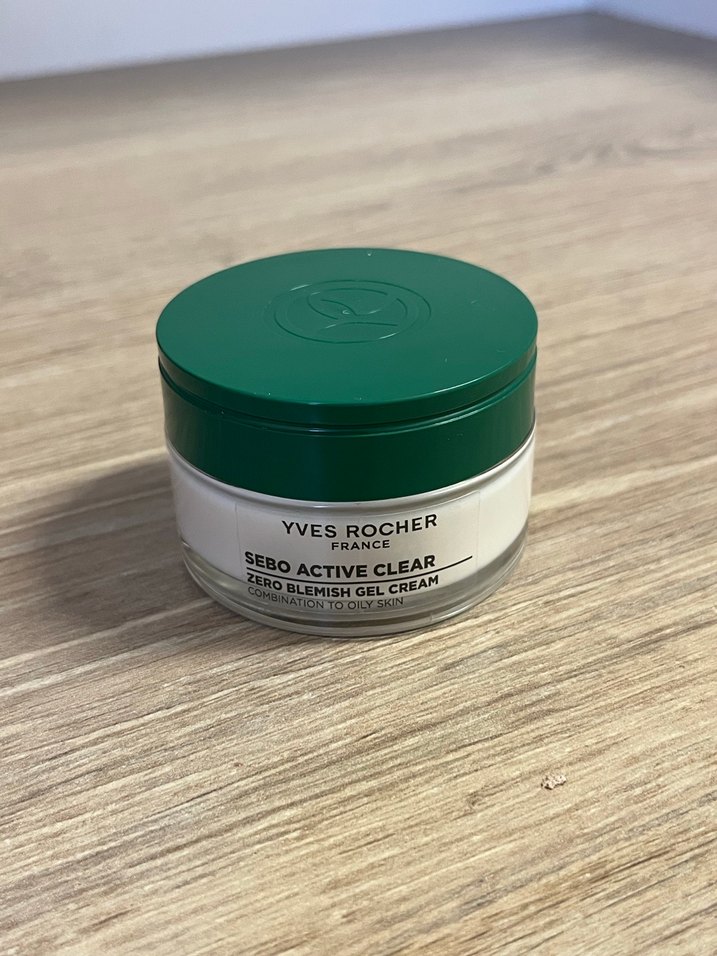 YVES ROCHER
FRANCE
SEBO ACTIVE CLEAR
ZERO BLEMISH GEL CREAM
COMBINATION TO OILY SKIN